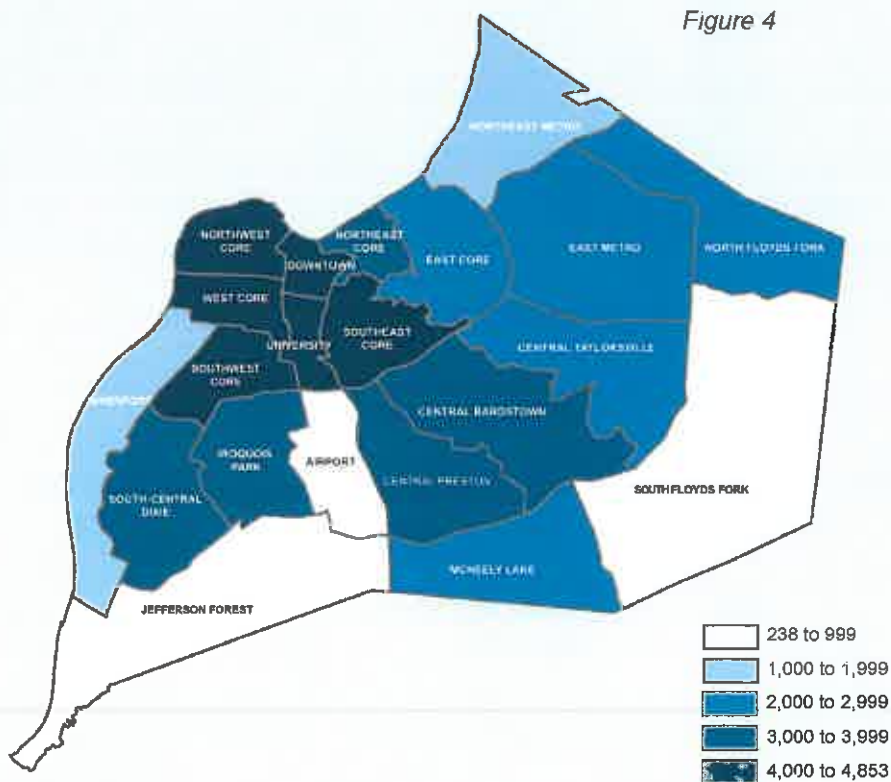 Figure 4
NORTHEAST METRO
NORTHWEST
CORE
NORTHEAST
CORE
DOWNTOWN
EAST CORE
EAST METRO
NORTH FLOYDS FORK
WEST CORE
UNIVERSITY
SOUTHEAST
CORE
SOUTHWEST
CORE
CENTRAL TAYLORSVILLE
CENTRAL BARDSTOWN
IROQUOIS
PARK
AIRPORT
CENTRAL PRESTON
SOUTH FLOYDS FORK
SOUTH CENTRAL
DIXIE
MCNEELY LAKE
JEFFERSON FOREST
238 to 999
1,000 to 1,999
2,000 to 2,999
3,000 to 3,999
4,000 to 4,853